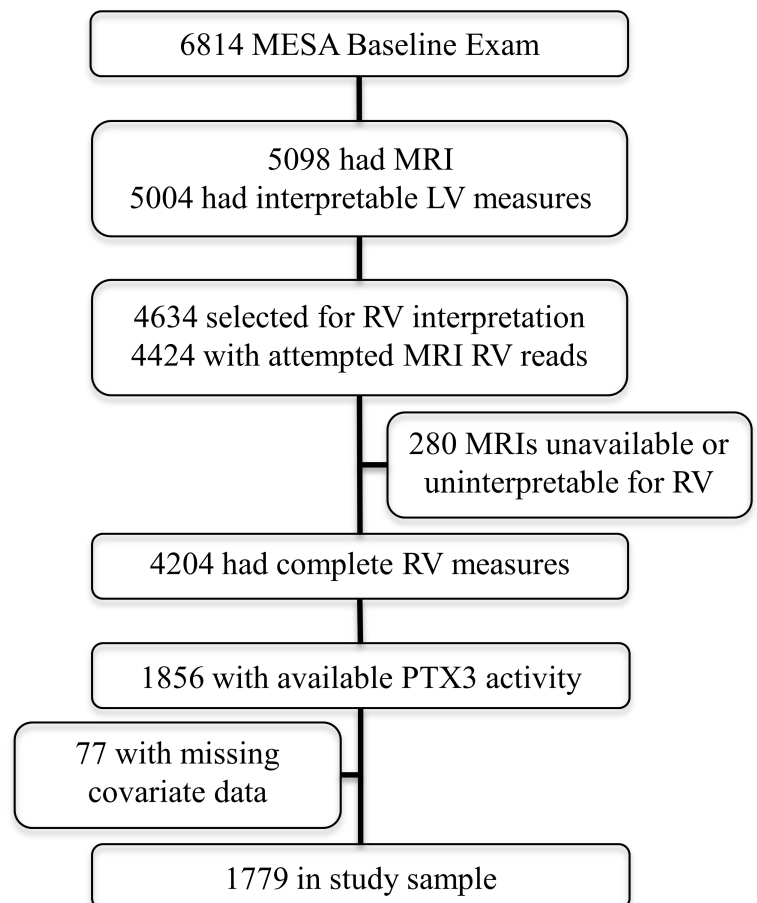 6814 MESA Baseline Exam
5098 had MRI
5004 had interpretable LV measures
4634 selected for RV interpretation
4424 with attempted MRI RV reads
280 MRIs unavailable or
uninterpretable for RV
4204 had complete RV measures
1856 with available PTX3 activity
77 with missing
covariate data
1779 in study sample